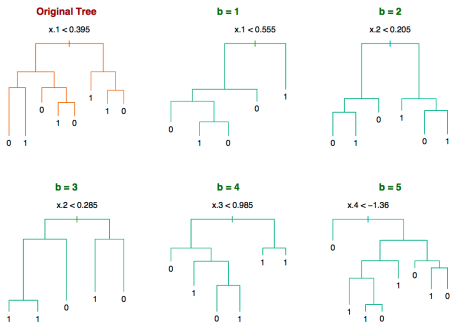 Original Tree
b = 1
b = 2
x.1 < 0.395
x.1 < 0.555
x.2 < 0.205
0 1 0 1 0 1 1 0
0 1 0 0 1
0 1 0 1 0 1
b = 3
b = 4
b = 5
x.2 < 0.285
x.3 < 0.985
x.4 < −1.36
1 1 0 1 0
0 1 0 1 1 1
0 1 1 0 1 0 1 0